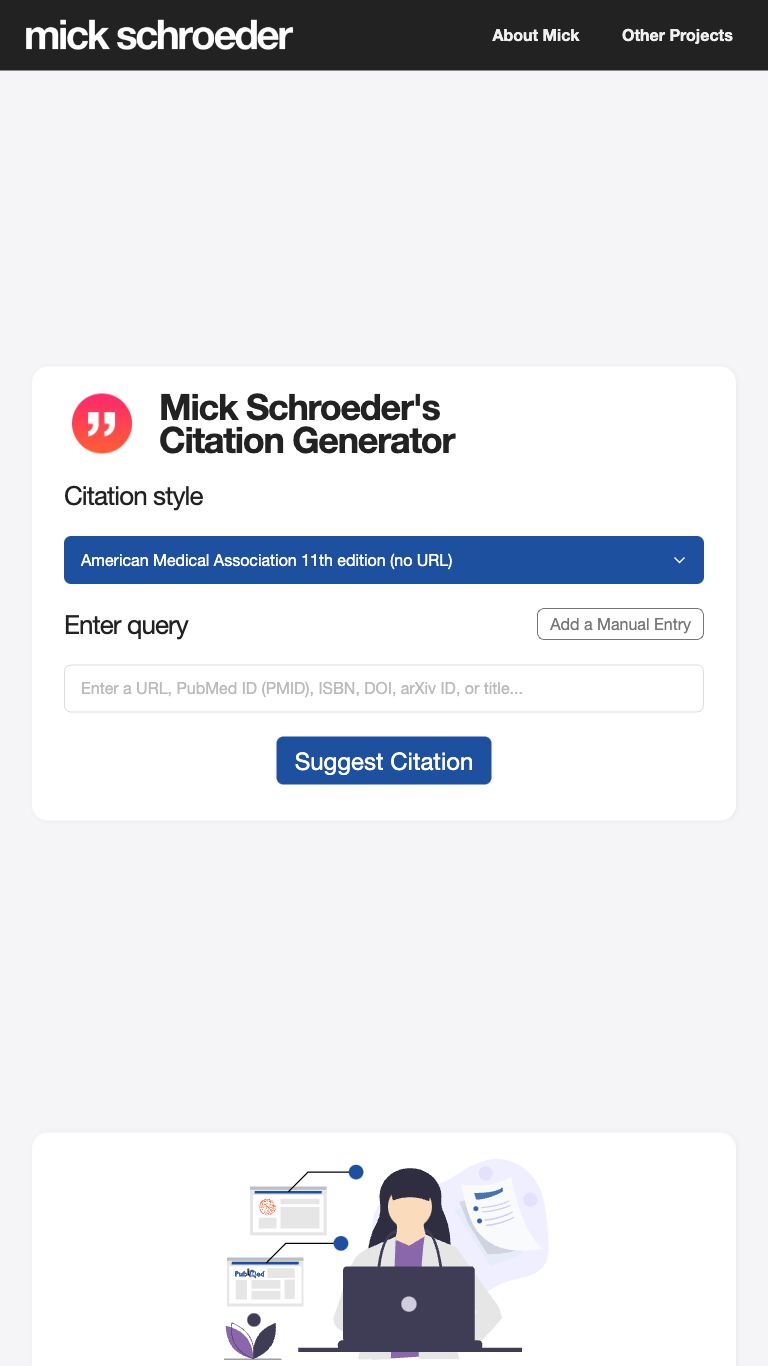 mick schroeder
About Mick
Other Projects
Mick Schroeder's
Citation Generator
Citation style
American Medical Association 11th edition (no URL)
Enter query
Add a Manual Entry
Enter a URL, PubMed ID (PMID), ISBN, DOI, arXiv ID, or title...
Suggest Citation
PubMed